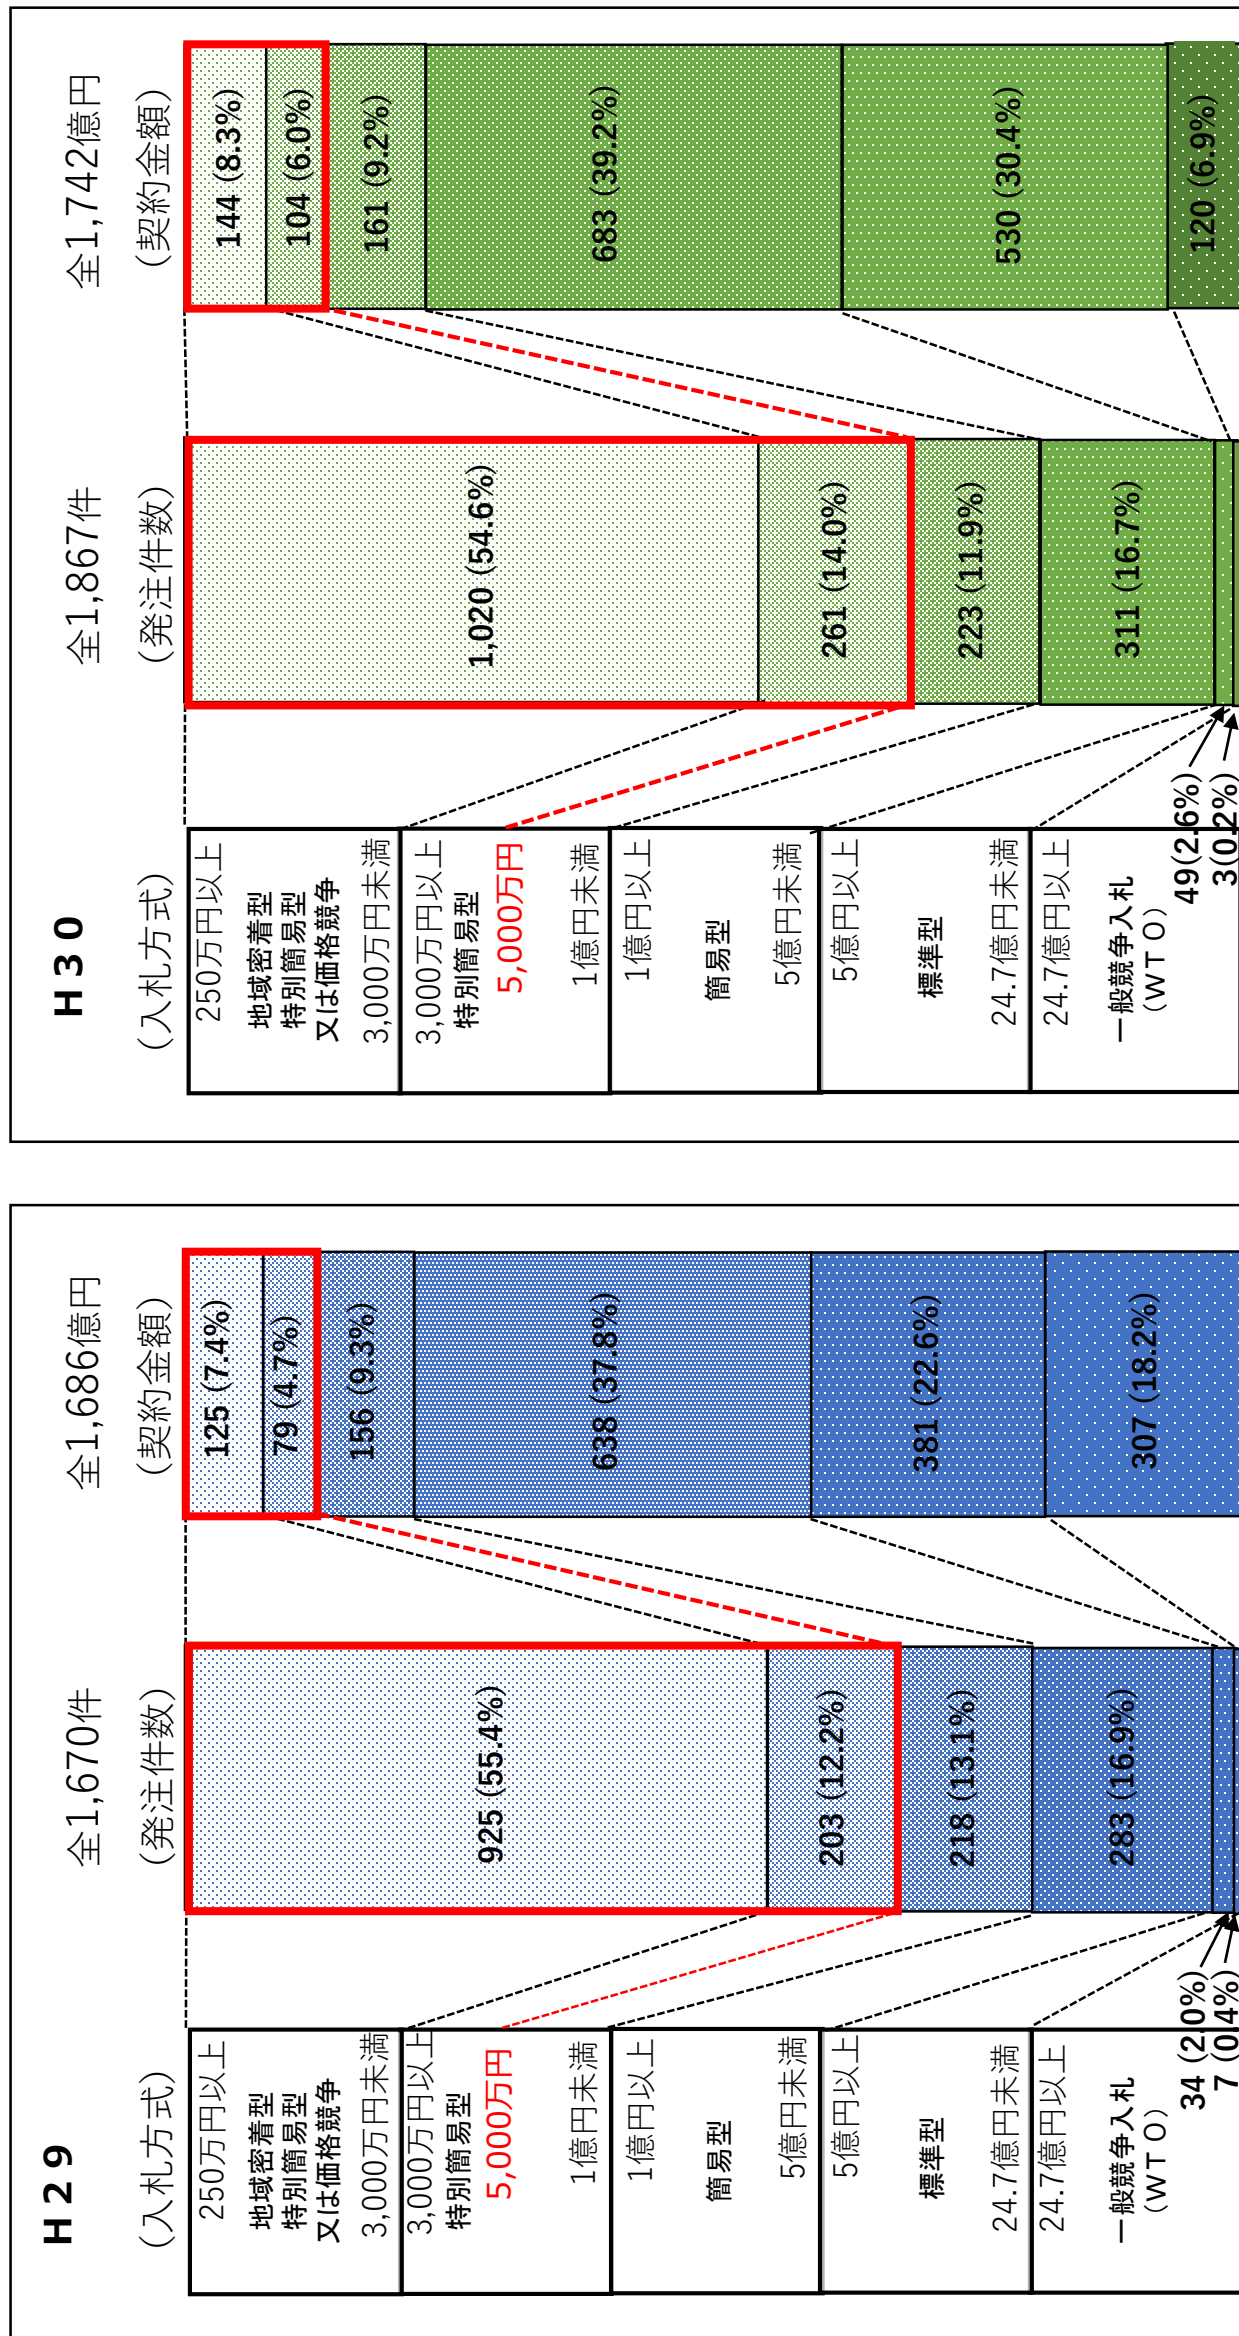 H29
(入札方式)
全1,670件
(発注件数)
全1,686億円
(契約金額)
250万円以上
地域密着型
特別簡易型
又は価格競争
3,000万円未満
3,000万円以上
特別簡易型
5,000万円
1億円未満
1億円以上
簡易型
5億円未満
5億円以上
標準型
24.7億円未満
24.7億円以上
一般競争入札
(WTO)
925 (55.4%)
203 (12.2%)
218 (13.1%)
283 (16.9%)
34 (2.0%)
7 (0.4%)
125 (7.4%)
79 (4.7%)
156 (9.3%)
638 (37.8%)
381 (22.6%)
307 (18.2%)
H30
(入札方式)
全1,867件
(発注件数)
全1,742億円
(契約金額)
250万円以上
地域密着型
特別簡易型
又は価格競争
3,000万円未満
3,000万円以上
特別簡易型
5,000万円
1億円未満
1億円以上
簡易型
5億円未満
5億円以上
標準型
24.7億円未満
24.7億円以上
一般競争入札
(WTO)
1,020 (54.6%)
261 (14.0%)
223 (11.9%)
311 (16.7%)
49(2.6%)
3(0.2%)
144 (8.3%)
104 (6.0%)
161 (9.2%)
683 (39.2%)
530 (30.4%)
120 (6.9%)